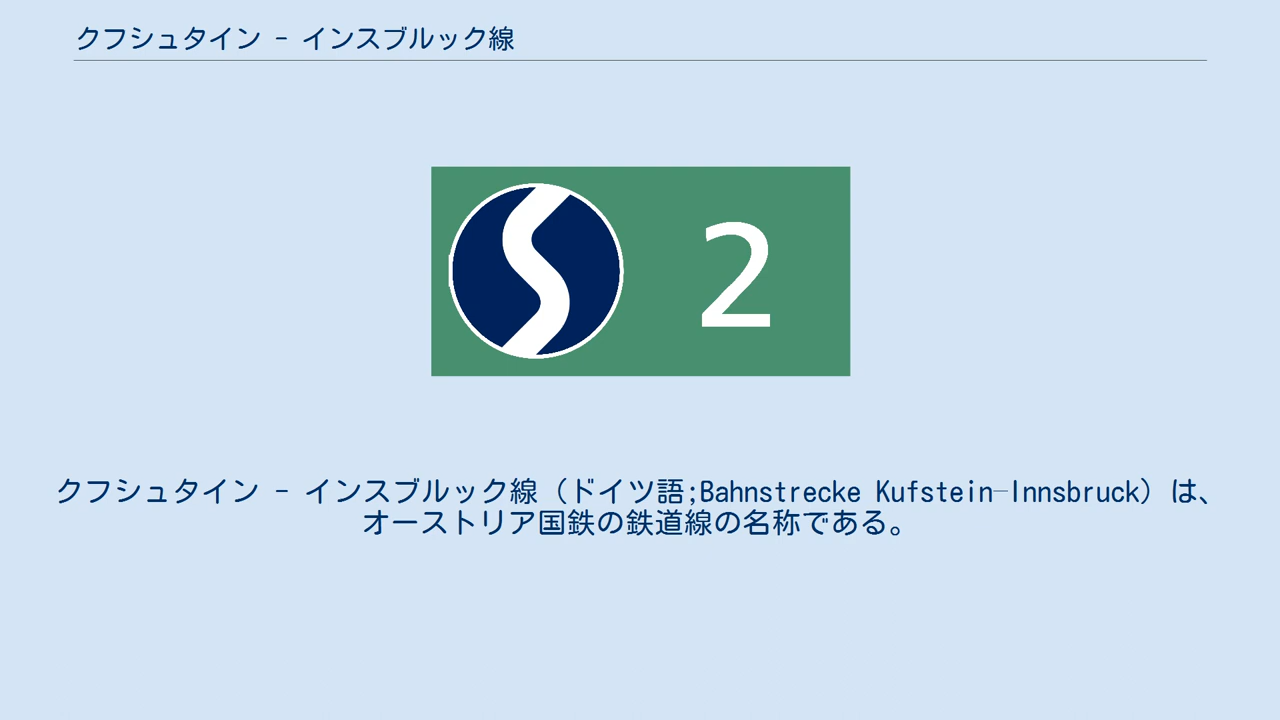 クフシュタイン - インスブルック線
S 2
クフシュタイン - インスブルック線（ドイツ語;Bahnstrecke Kufstein–Innsbruck）は、
オーストリア国鉄の鉄道線の名称である。